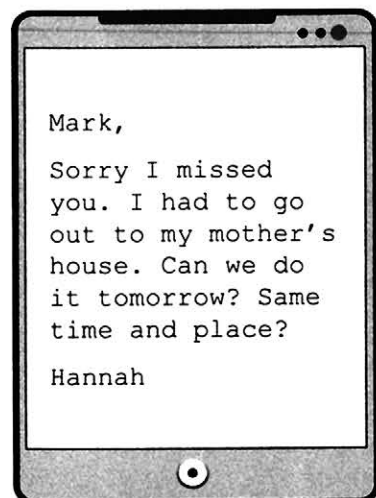 Mark,
Sorry I missed
you. I had to go
out to my mother's
house. Can we do
it tomorrow? Same
time and place?
Hannah